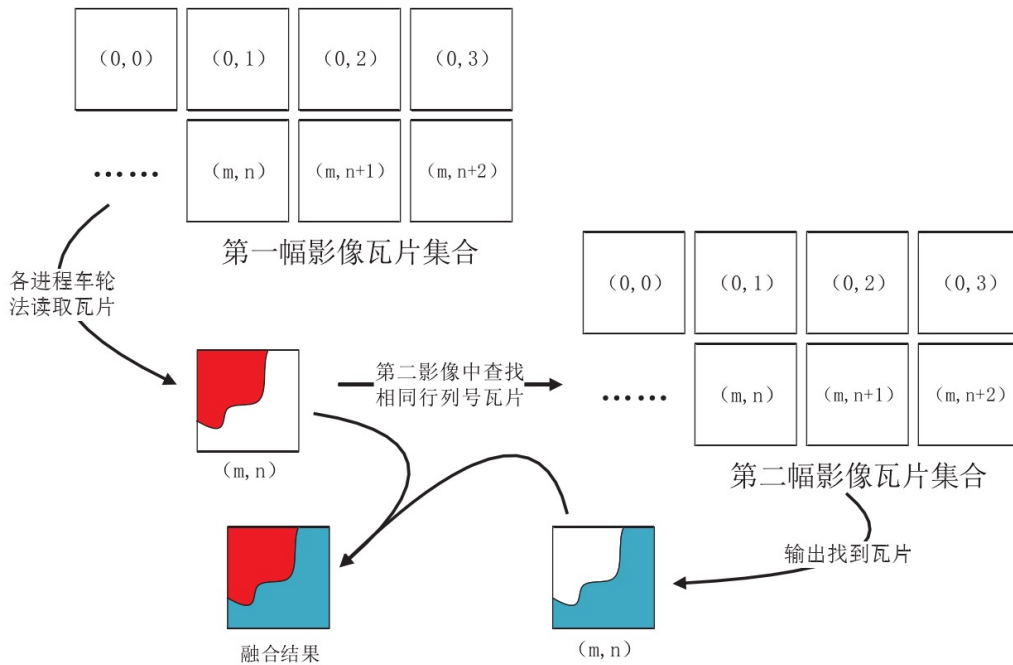 (0,0) (0,1) (0,2) (0,3)
…… (m,n) (m,n+1) (m,n+2)
第一幅影像瓦片集合
各进程车轮
法读取瓦片
(0,0) (0,1) (0,2) (0,3)
…… (m,n) (m,n+1) (m,n+2)
第二幅影像瓦片集合
第二影像中查找
相同行列号瓦片
(m,n)
输出找到瓦片
(m,n)
融合结果